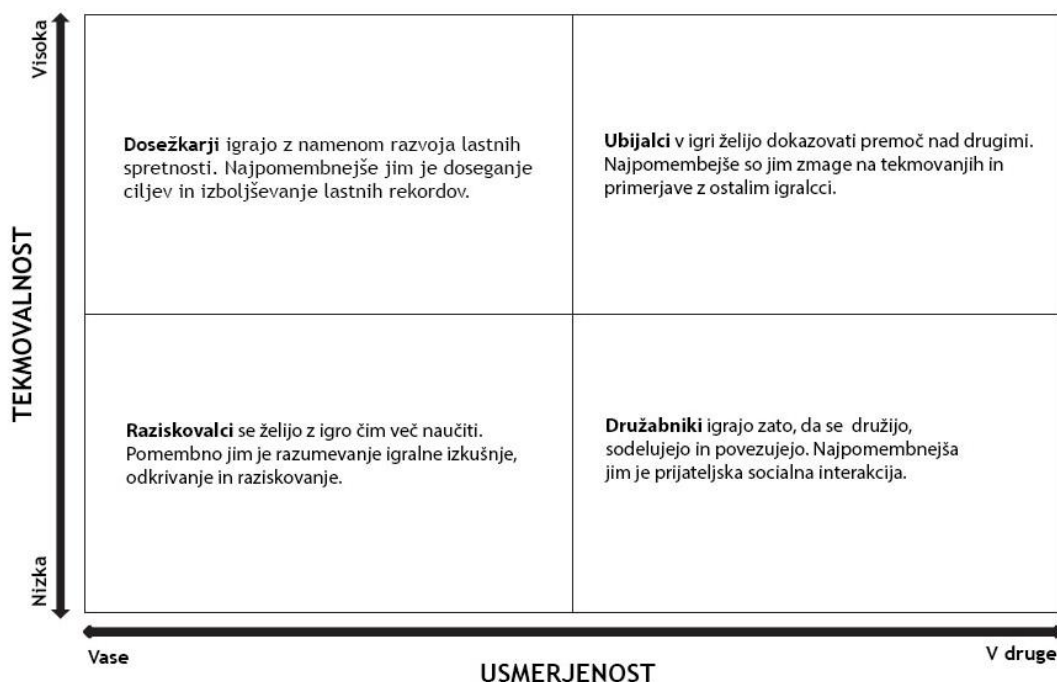 Visoka
Dosežkarji igrajo z namenom razvoja lastnih
spretnosti. Najpomembnejše jim je doseganje
ciljev in izboljševanje lastnih rekordov.
Ubijalci v igri želijo dokazovati premoč nad drugimi.
Najpomembejše so jim zmage na tekmovanjih in
primerjave z ostalim igralcci.
TEKMOVALNOST
Raziskovalci se želijo z igro čim več naučiti.
Pomembno jim je razumevanje igralne izkušnje,
odkrivanje in raziskovanje.
Družabniki igrajo zato, da se družijo,
sodelujejo in povezujejo. Najpomembnejša
jim je prijateljska socialna interakcija.
Nizka
Vase
V druge
USMERJENOST